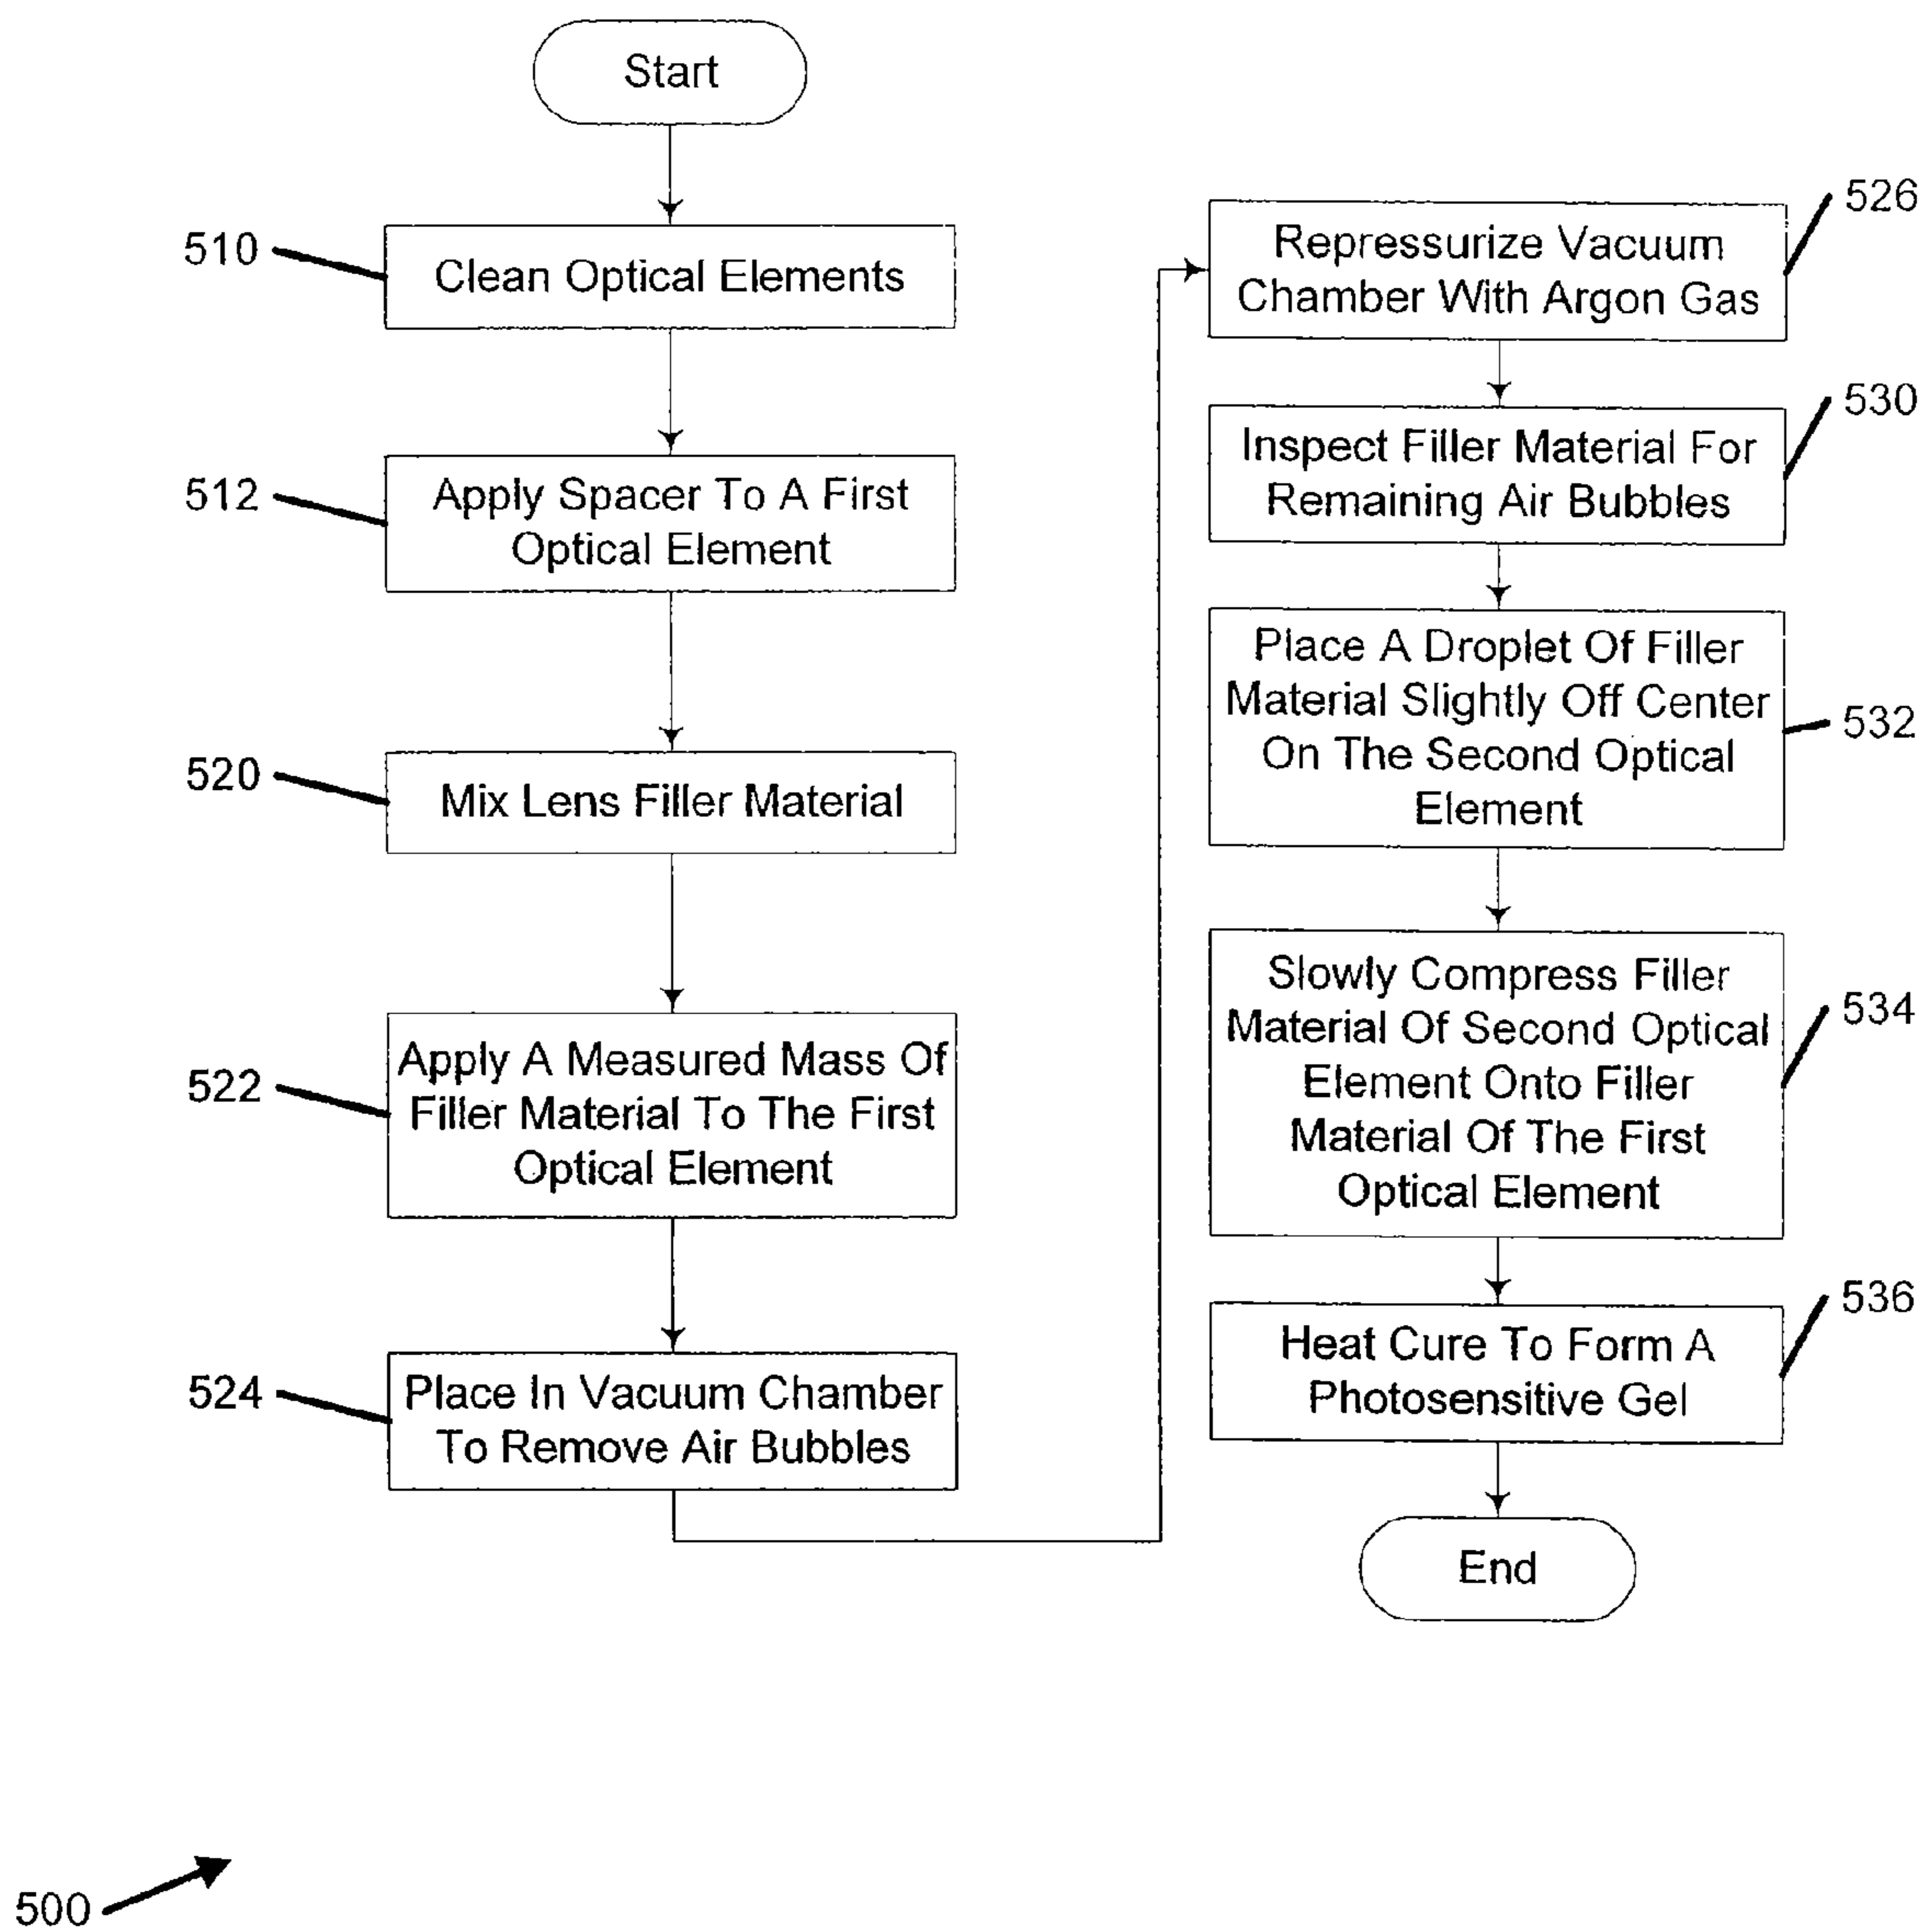 Start
510
Clean Optical Elements
512
Apply Spacer To A First
Optical Element
520
Mix Lens Filler Material
522
Apply A Measured Mass Of
Filler Material To The First
Optical Element
524
Place In Vacuum Chamber
To Remove Air Bubbles
526
Repressurize Vacuum
Chamber With Argon Gas
530
Inspect Filler Material For
Remaining Air Bubbles
532
Place A Droplet Of Filler
Material Slightly Off Center
On The Second Optical
Element
534
Slowly Compress Filler
Material Of Second Optical
Element Onto Filler
Material Of The First
Optical Element
536
Heat Cure To Form A
Photosensitive Gel
End
500